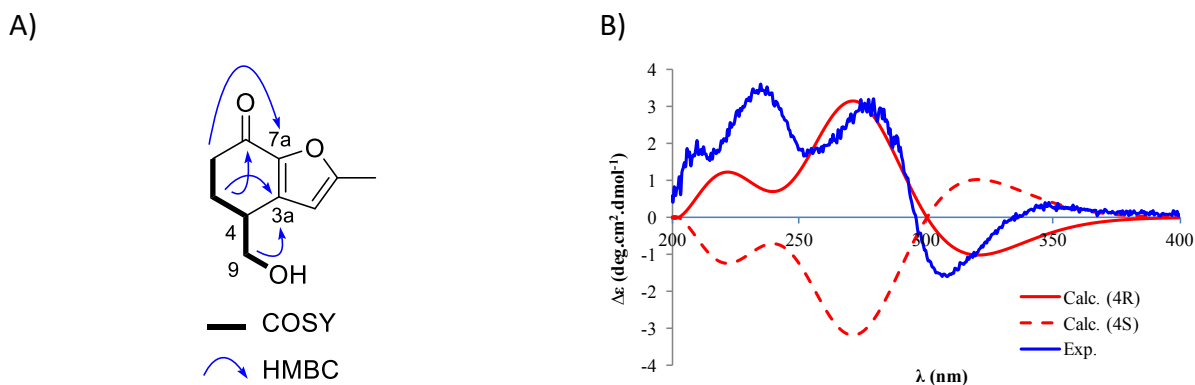 A)
O
7a
O
3a
4
9
OH
COSY
HMBC
B)
Δε (deg.cm².dmol⁻¹)
4
3
2
1
0
-1
-2
-3
-4
200
250
300
350
400
λ (nm)
Calc. (4R)
Calc. (4S)
Exp.